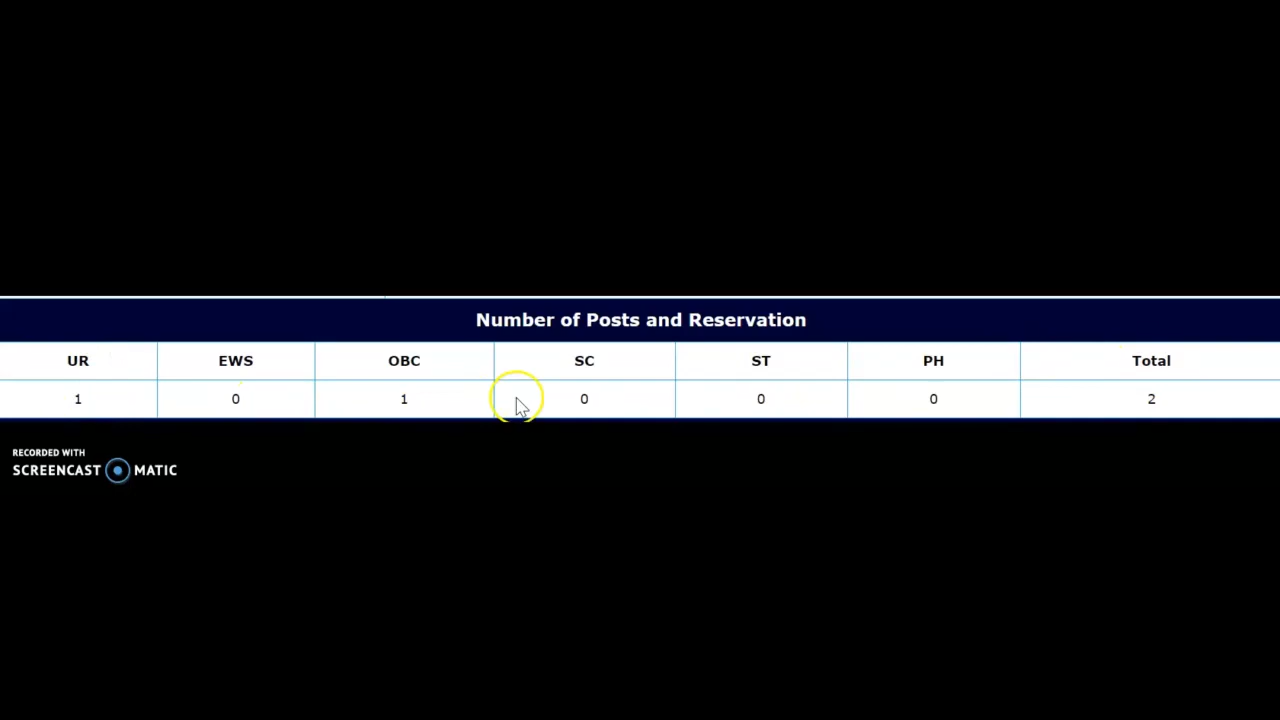 Number of Posts and Reservation
UR EWS OBC SC ST PH Total
1 0 1 0 0 0 2
RECORDED WITH
SCREENCAST MATIC